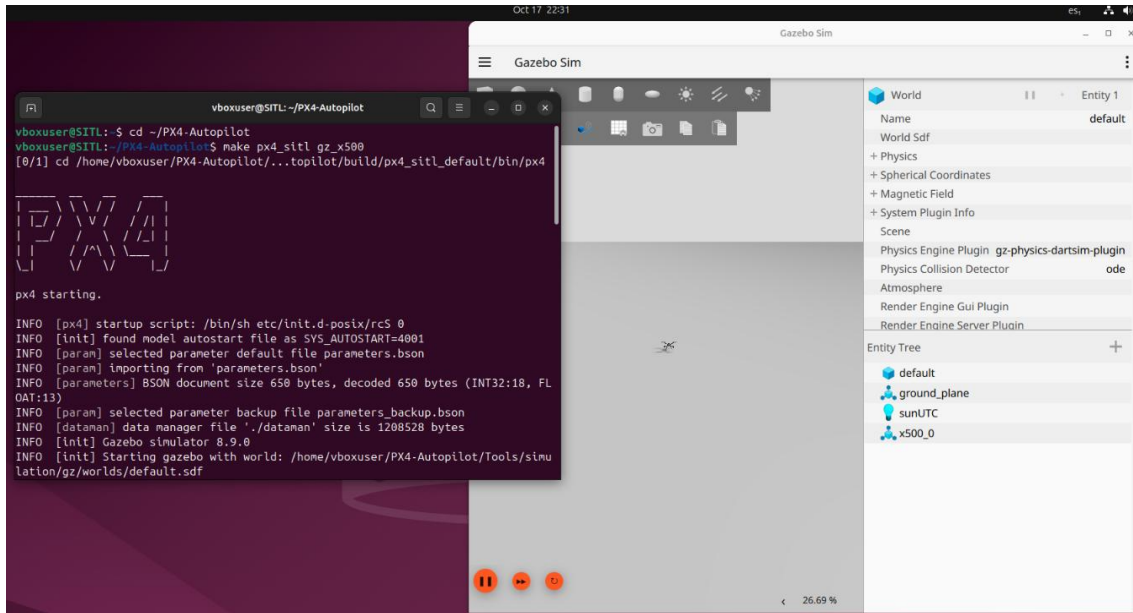 Oct 17 22:31
es₁
Gazebo Sim
Gazebo Sim
vboxuser@SITL: ~/PX4-Autopilot
vboxuser@SITL:~$ cd ~/PX4-Autopilot
vboxuser@SITL:~/PX4-Autopilot$ make px4_sitl gz_x500
[0/1] cd /home/vboxuser/PX4-Autopilot/...topilot/build/px4_sitl_default/bin/px4
PX4
px4 starting.
INFO [px4] startup script: /bin/sh etc/init.d-posix/rcS 0
INFO [init] found model autostart file as SYS_AUTOSTART=4001
INFO [param] selected parameter default file parameters.bson
INFO [param] importing from 'parameters.bson'
INFO [parameters] BSON document size 650 bytes, decoded 650 bytes (INT32:18, FL
OAT:13)
INFO [param] selected parameter backup file parameters_backup.bson
INFO [dataman] data manager file './dataman' size is 1208528 bytes
INFO [init] Gazebo simulator 8.9.0
INFO [init] Starting gazebo with world: /home/vboxuser/PX4-Autopilot/Tools/simu
lation/gz/worlds/default.sdf
26.69 %
World Entity 1
Name default
World Sdf
+ Physics
+ Spherical Coordinates
+ Magnetic Field
+ System Plugin Info
Scene
Physics Engine Plugin gz-physics-dartsim-plugin
Physics Collision Detector ode
Atmosphere
Render Engine Gui Plugin
Render Engine Server Plugin
Entity Tree
default
ground_plane
sunUTC
x500_0